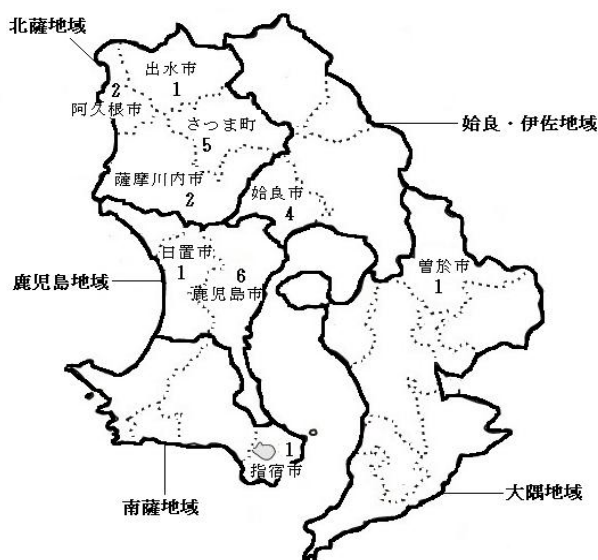 北薩地域
出水市
1
2
阿久根市
さつま町
5
姶良・伊佐地域
薩摩川内市
2
姶良市
4
日置市
1
6
鹿児島市
鹿児島地域
曽於市
1
1
指宿市
南薩地域
大隅地域